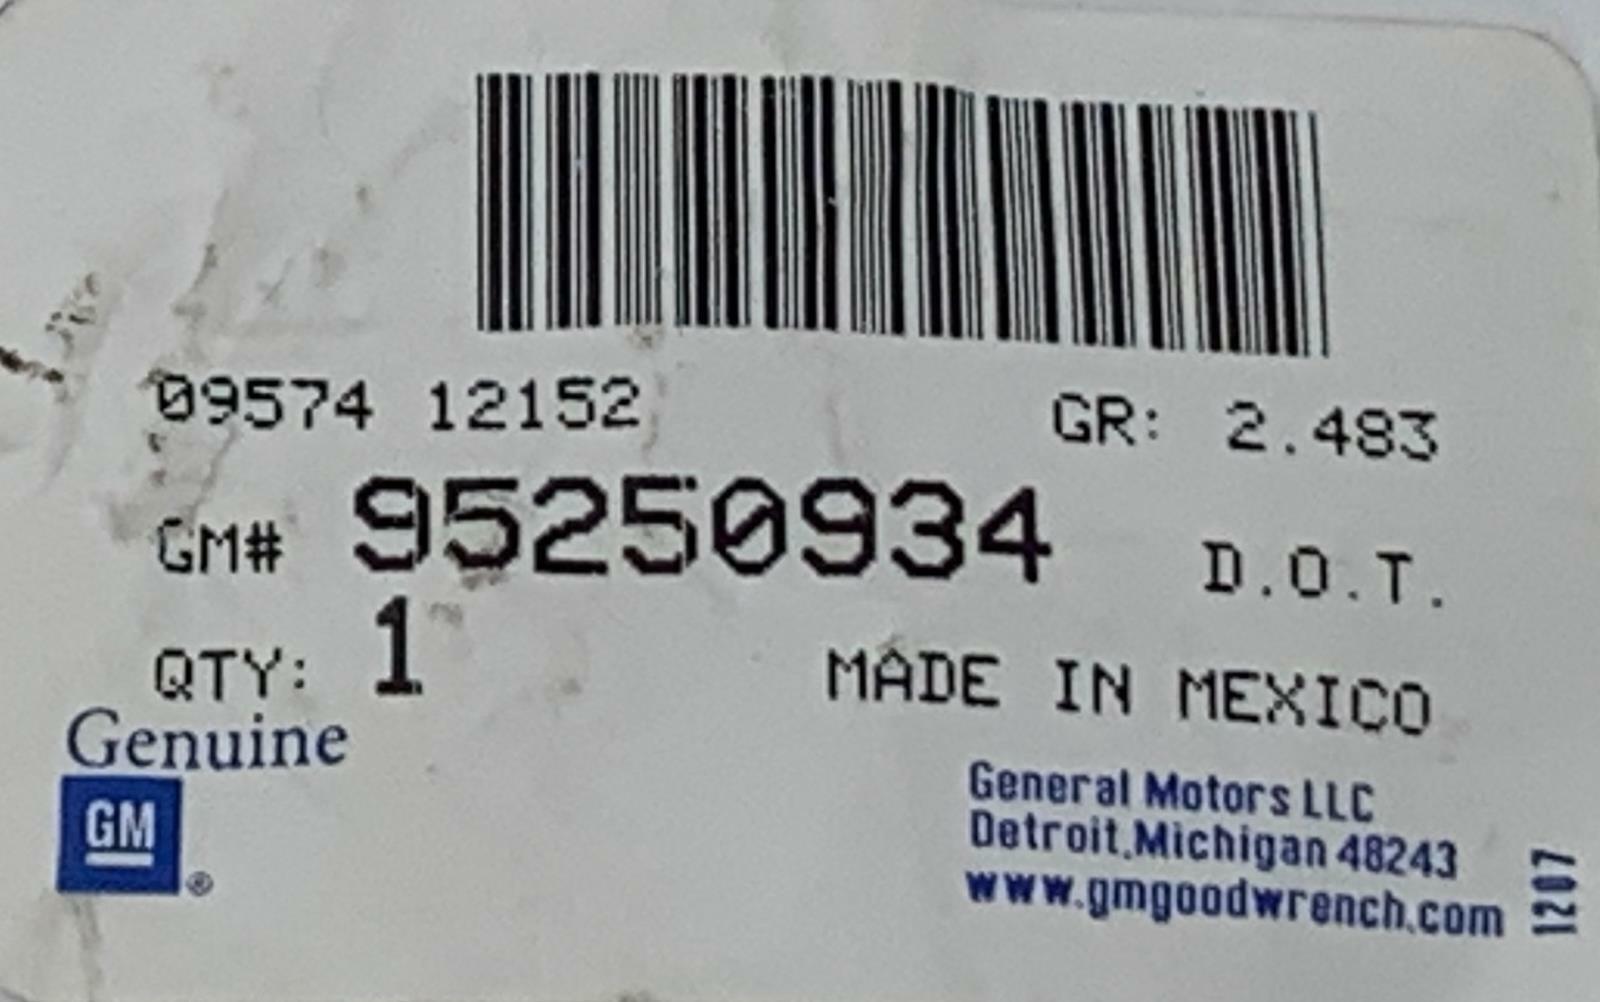 09574 12152 GR: 2.483
GM# 95250934 D.O.T.
QTY: 1 MADE IN MEXICO
Genuine
GM
®
General Motors LLC
Detroit,Michigan 48243
www.gmgoodwrench.com
1207